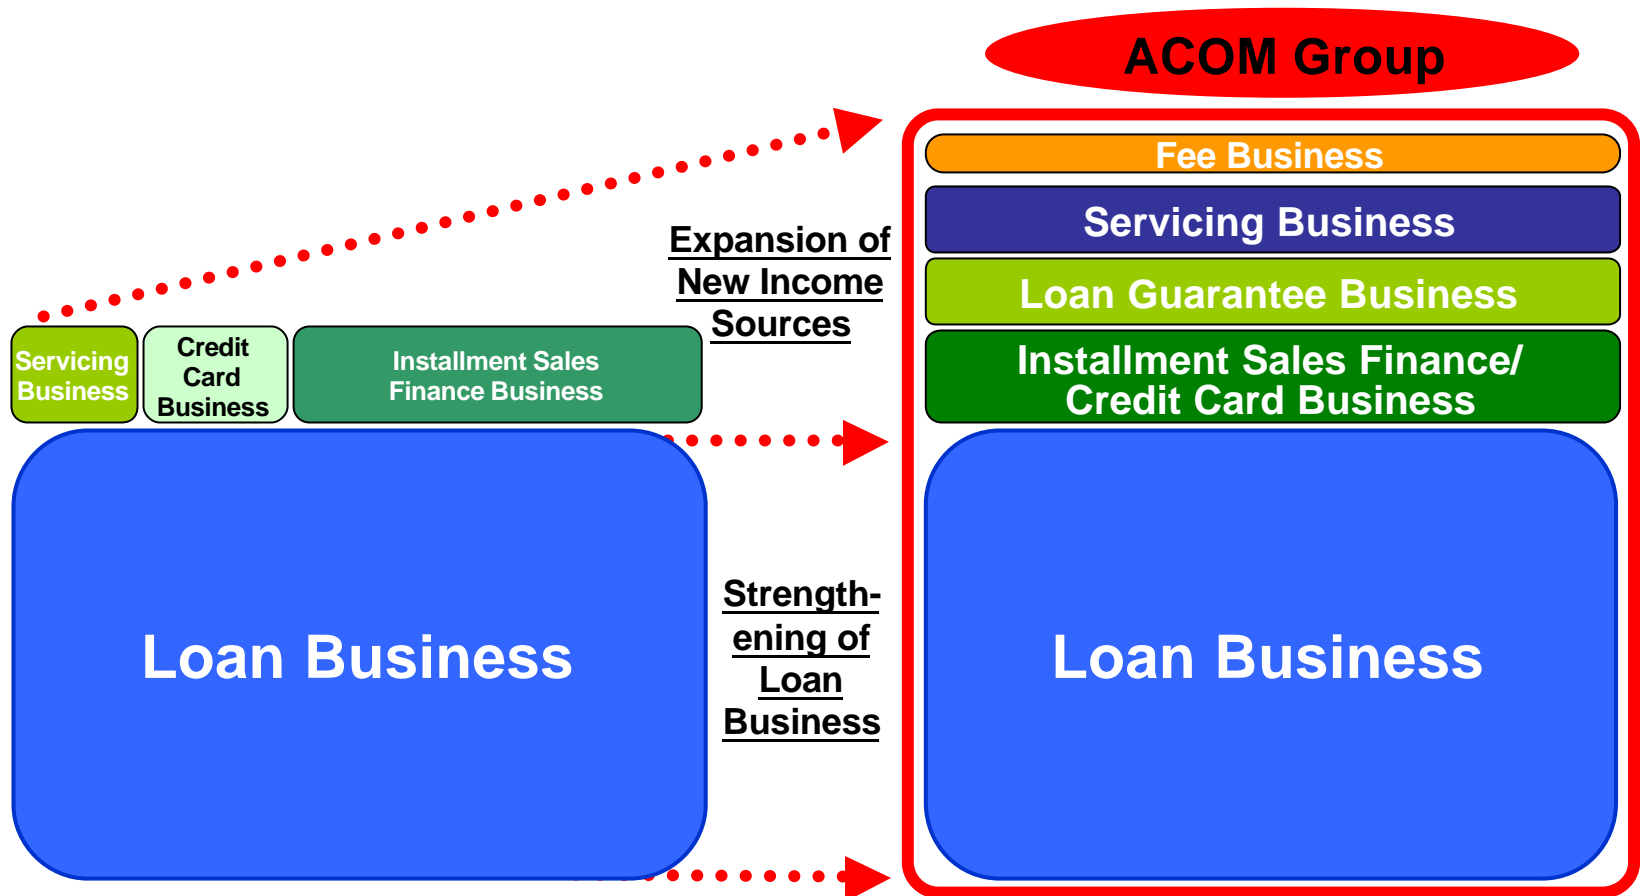 ACOM Group
Fee Business
Servicing Business
Loan Guarantee Business
Installment Sales Finance/
Credit Card Business
Loan Business
Expansion of
New Income
Sources
Strength-
ening of
Loan
Business
Servicing
Business
Credit
Card
Business
Installment Sales
Finance Business
Loan Business